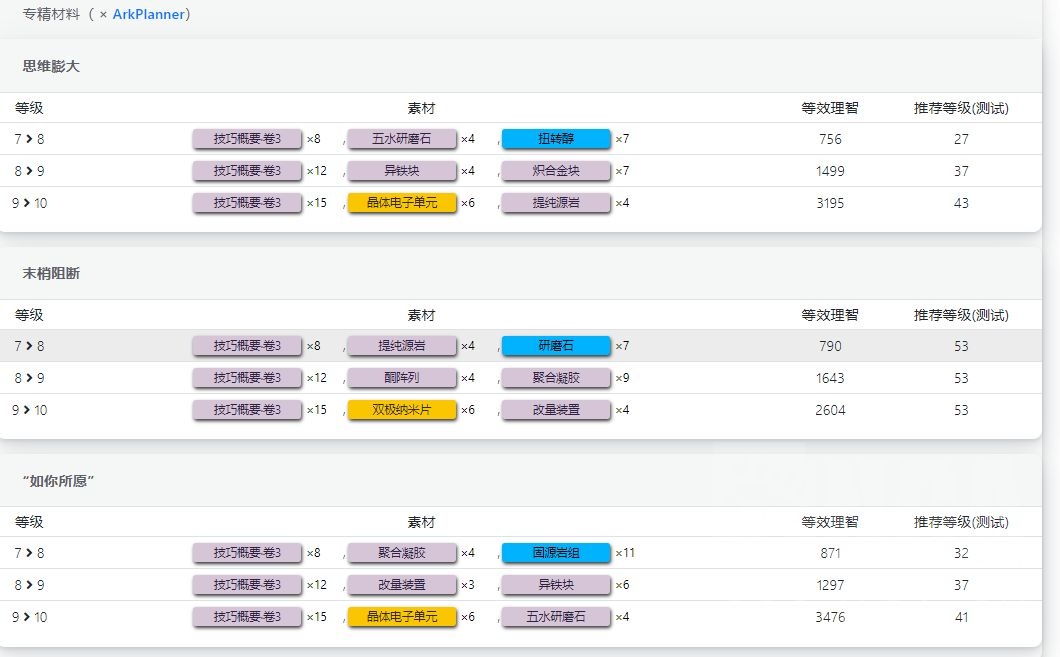 专精材料（ × ArkPlanner）
思维膨大
等级 素材 等效理智 推荐等级(测试)
7 > 8 技巧概要·卷3 ×8 , 五水研磨石 ×4 , 扭转醇 ×7 756 27
8 > 9 技巧概要·卷3 ×12 , 异铁块 ×4 , 炽合金块 ×7 1499 37
9 > 10 技巧概要·卷3 ×15 , 晶体电子单元 ×6 , 提纯源岩 ×4 3195 43
末梢阻断
等级 素材 等效理智 推荐等级(测试)
7 > 8 技巧概要·卷3 ×8 , 提纯源岩 ×4 , 研磨石 ×7 790 53
8 > 9 技巧概要·卷3 ×12 , 酮阵列 ×4 , 聚合凝胶 ×9 1643 53
9 > 10 技巧概要·卷3 ×15 , 双极纳米片 ×6 , 改量装置 ×4 2604 53
“如你所愿”
等级 素材 等效理智 推荐等级(测试)
7 > 8 技巧概要·卷3 ×8 , 聚合凝胶 ×4 , 固源岩组 ×11 871 32
8 > 9 技巧概要·卷3 ×12 , 改量装置 ×3 , 异铁块 ×6 1297 37
9 > 10 技巧概要·卷3 ×15 , 晶体电子单元 ×6 , 五水研磨石 ×4 3476 41